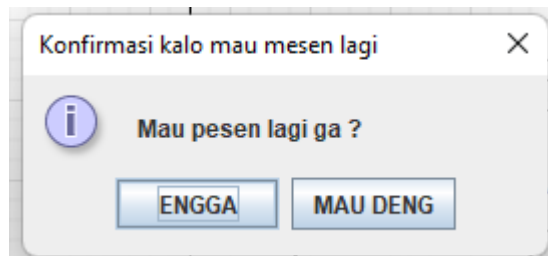 Konfirmasi kalo mau mesen lagi
Mau pesen lagi ga ?
ENGGA MAU DENG